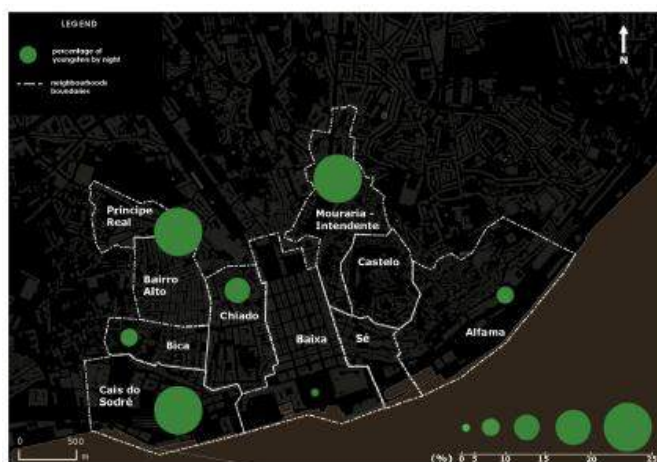 LEGEND
percentage of
youngsters by night
neighbourhoods
boundaries
N
Príncipe
Real
Mouraria -
Intendente
Bairro
Alto
Castelo
Chiado
Bica
Baixa
Sé
Alfama
Cais do
Sodré
0 500
m
(%) 0 5 10 15 20 25